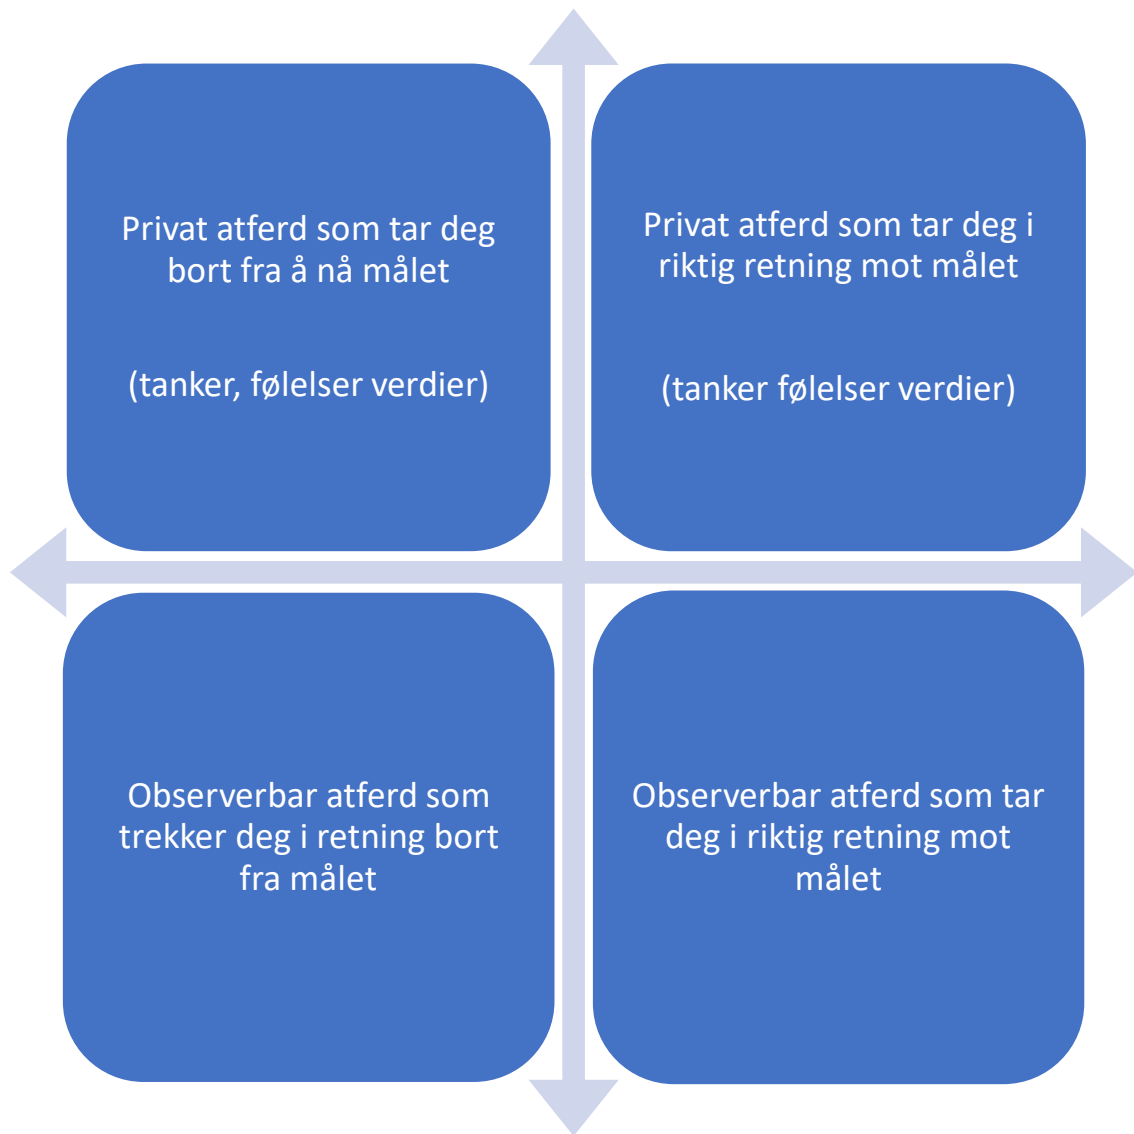 Privat atferd som tar deg
bort fra å nå målet
(tanker, følelser verdier)
Privat atferd som tar deg i
riktig retning mot målet
(tanker følelser verdier)
Observerbar atferd som
trekker deg i retning bort
fra målet
Observerbar atferd som tar
deg i riktig retning mot
målet